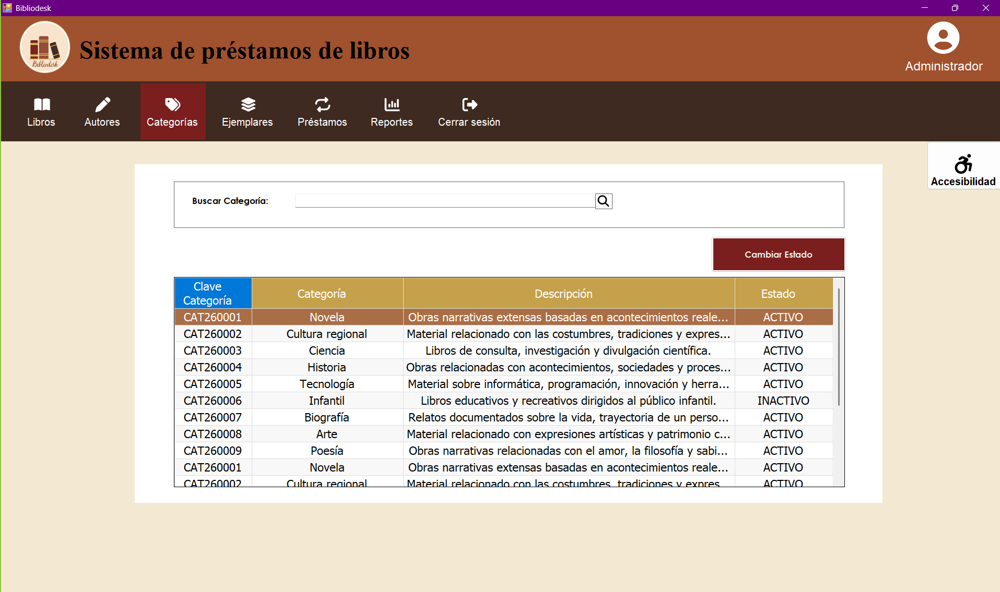 Bibliodesk
Bibliodesk
Sistema de préstamos de libros
Administrador
Libros
Autores
Categorías
Ejemplares
Préstamos
Reportes
Cerrar sesión
Accesibilidad
Buscar Categoría:
Cambiar Estado
Clave Categoría Categoría Descripción Estado
CAT260001 Novela Obras narrativas extensas basadas en acontecimientos reale... ACTIVO
CAT260002 Cultura regional Material relacionado con las costumbres, tradiciones y expres... ACTIVO
CAT260003 Ciencia Libros de consulta, investigación y divulgación científica. ACTIVO
CAT260004 Historia Obras relacionadas con acontecimientos, sociedades y proces... ACTIVO
CAT260005 Tecnología Material sobre informática, programación, innovación y herra... ACTIVO
CAT260006 Infantil Libros educativos y recreativos dirigidos al público infantil. INACTIVO
CAT260007 Biografía Relatos documentados sobre la vida, trayectoria de un perso... ACTIVO
CAT260008 Arte Material relacionado con expresiones artísticas y patrimonio c... ACTIVO
CAT260009 Poesía Obras narrativas relacionadas con el amor, la filosofía y sabi... ACTIVO
CAT260001 Novela Obras narrativas extensas basadas en acontecimientos reale... ACTIVO
CAT260002 Cultura regional Material relacionado con las costumbres, tradiciones y expres ACTIVO